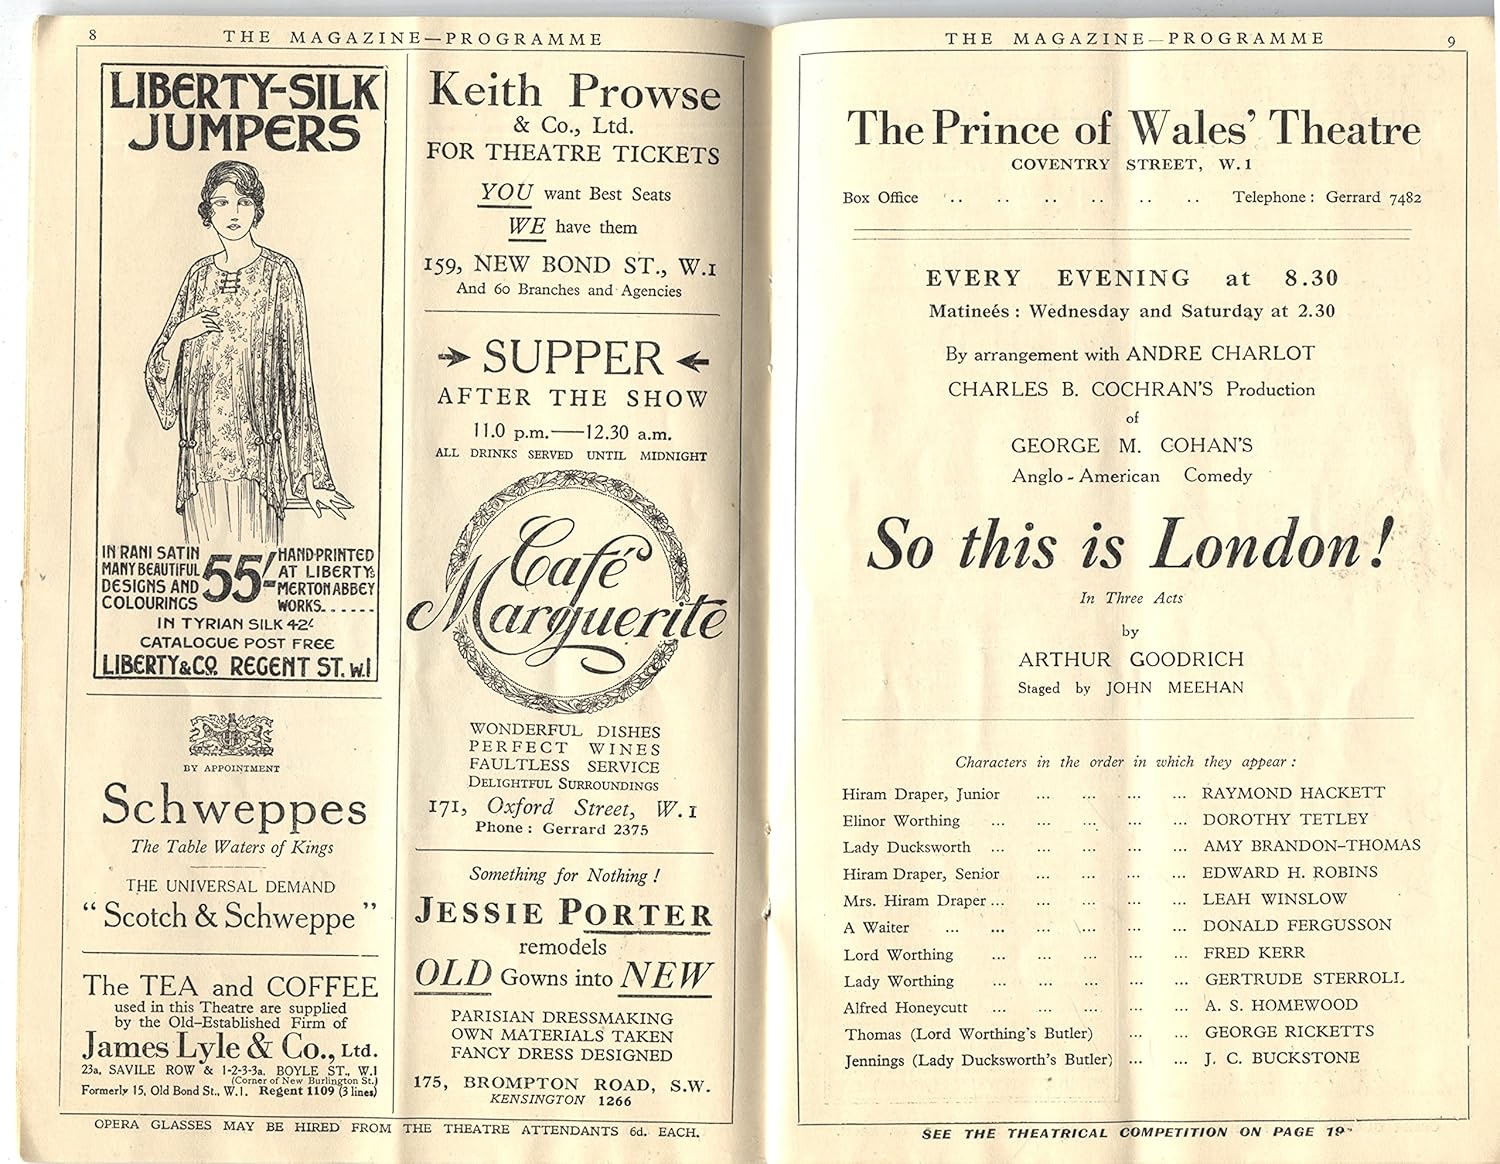 8
THE MAGAZINE—PROGRAMME
LIBERTY-SILK
JUMPERS
IN RANI SATIN
MANY BEAUTIFUL
DESIGNS AND
COLOURINGS
55/-
HAND-PRINTED
AT LIBERTYS
MERTON ABBEY
WORKS......
IN TYRIAN SILK 42/-
CATALOGUE POST FREE
LIBERTY & CO. REGENT ST. W.1
BY APPOINTMENT
Schweppes
The Table Waters of Kings
THE UNIVERSAL DEMAND
“Scotch & Schweppe”
The TEA and COFFEE
used in this Theatre are supplied
by the Old-Established Firm of
James Lyle & Co., Ltd.
23a, SAVILE ROW & 1-2-3-3a. BOYLE ST., W.1
(Corner of New Burlington St.)
Formerly 15, Old Bond St., W.1. Regent 1109 (3 lines)
Keith Prowse
& Co., Ltd.
FOR THEATRE TICKETS
YOU want Best Seats
WE have them
159, NEW BOND ST., W.1
And 60 Branches and Agencies
SUPPER
AFTER THE SHOW
11.0 p.m.—12.30 a.m.
ALL DRINKS SERVED UNTIL MIDNIGHT
Café
Marguerite
WONDERFUL DISHES
PERFECT WINES
FAULTLESS SERVICE
DELIGHTFUL SURROUNDINGS
171, Oxford Street, W.1
Phone: Gerrard 2375
Something for Nothing!
JESSIE PORTER
remodels
OLD Gowns into NEW
PARISIAN DRESSMAKING
OWN MATERIALS TAKEN
FANCY DRESS DESIGNED
175, BROMPTON ROAD, S.W.
KENSINGTON 1266
OPERA GLASSES MAY BE HIRED FROM THE THEATRE ATTENDANTS 6d. EACH.
THE MAGAZINE—PROGRAMME
9
The Prince of Wales' Theatre
COVENTRY STREET, W.1
Box Office .. .. .. .. .. .. Telephone: Gerrard 7482
EVERY EVENING at 8.30
Matineés: Wednesday and Saturday at 2.30
By arrangement with ANDRE CHARLOT
CHARLES B. COCHRAN'S Production
of
GEORGE M. COHAN'S
Anglo-American Comedy
So this is London!
In Three Acts
by
ARTHUR GOODRICH
Staged by JOHN MEEHAN
Characters in the order in which they appear:
Hiram Draper, Junior ... ... ... ... RAYMOND HACKETT
Elinor Worthing ... ... ... ... ... DOROTHY TETLEY
Lady Ducksworth ... ... ... ... ... AMY BRANDON-THOMAS
Hiram Draper, Senior ... ... ... ... EDWARD H. ROBINS
Mrs. Hiram Draper ... ... ... ... ... LEAH WINSLOW
A Waiter ... ... ... ... ... ... DONALD FERGUSSON
Lord Worthing ... ... ... ... ... FRED KERR
Lady Worthing ... ... ... ... ... GERTRUDE STERROLL
Alfred Honeycutt ... ... ... ... ... A. S. HOMEWOOD
Thomas (Lord Worthing's Butler) ... ... GEORGE RICKETTS
Jennings (Lady Ducksworth's Butler) ... ... J. C. BUCKSTONE
SEE THE THEATRICAL COMPETITION ON PAGE 19